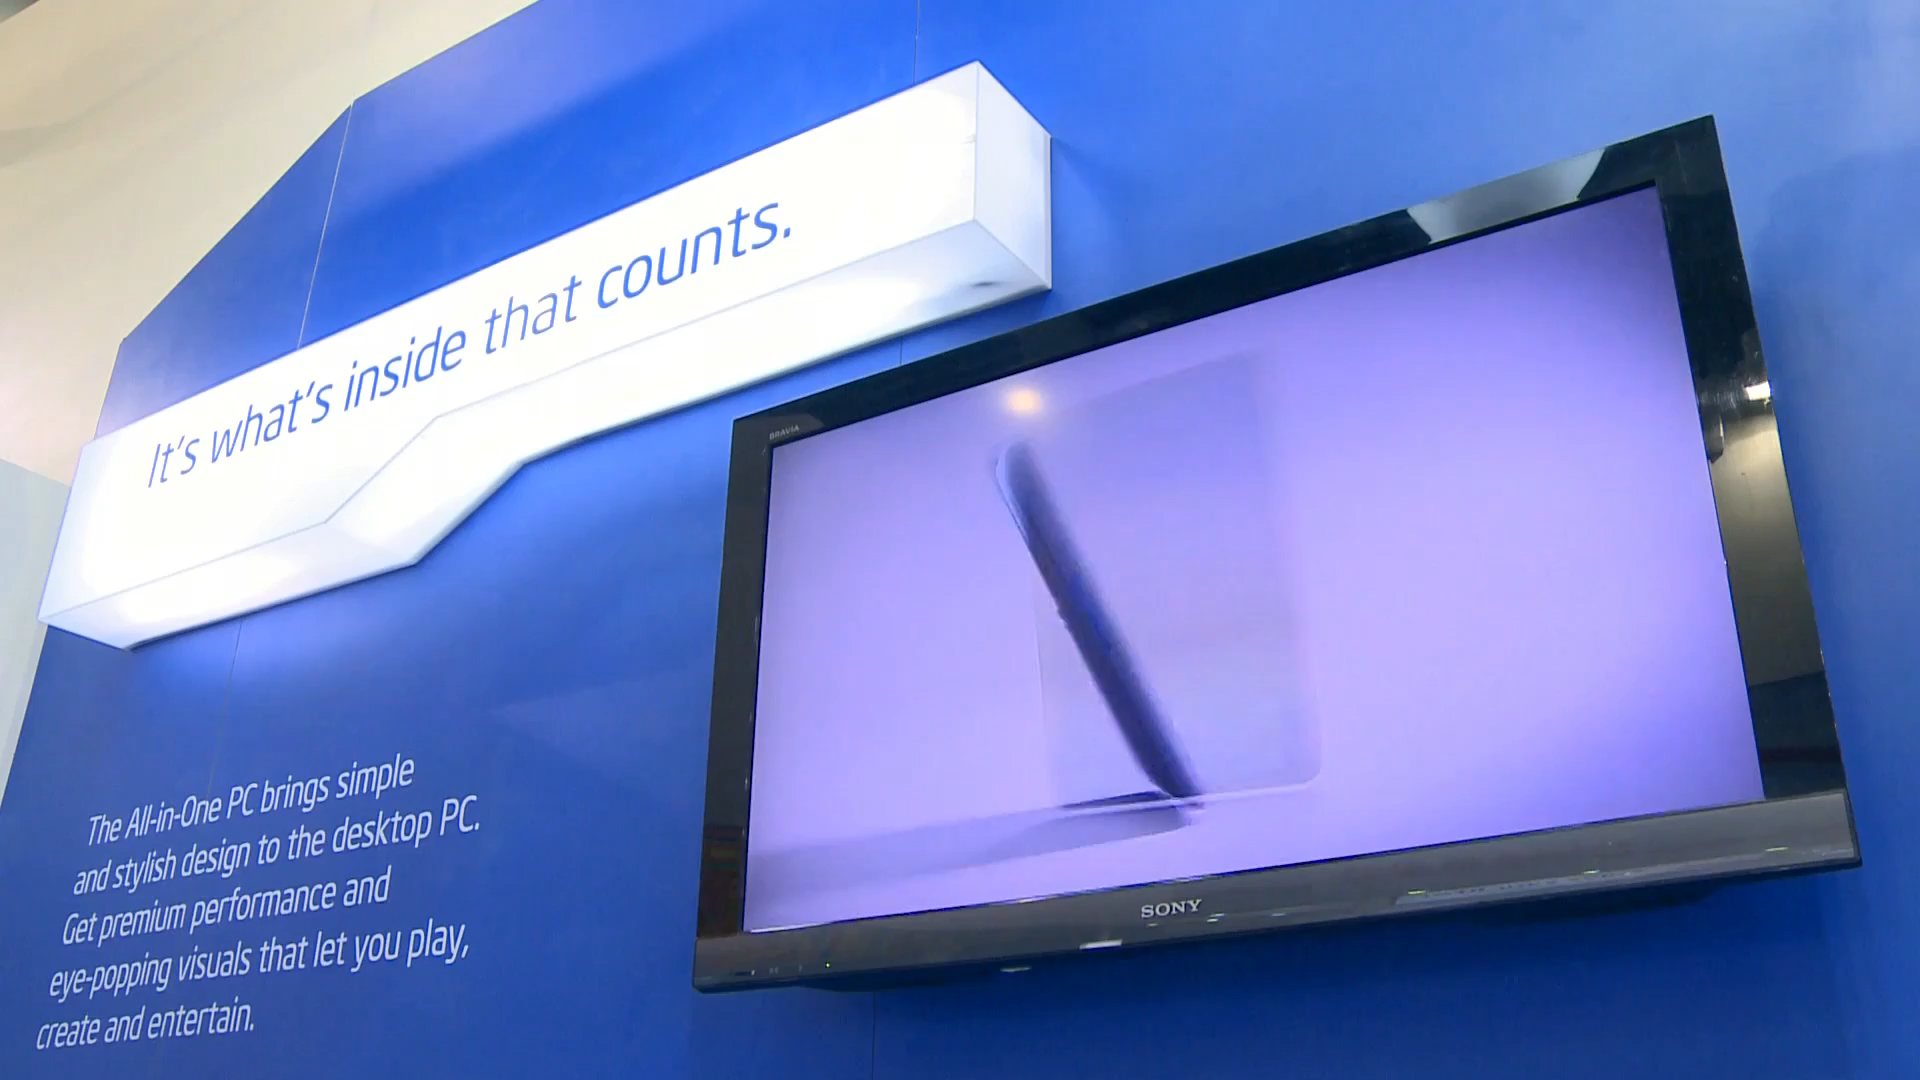 It's what's inside that counts.
BRAVIA
SONY
The All-in-One PC brings simple
and stylish design to the desktop PC.
Get premium performance and
eye-popping visuals that let you play,
create and entertain.